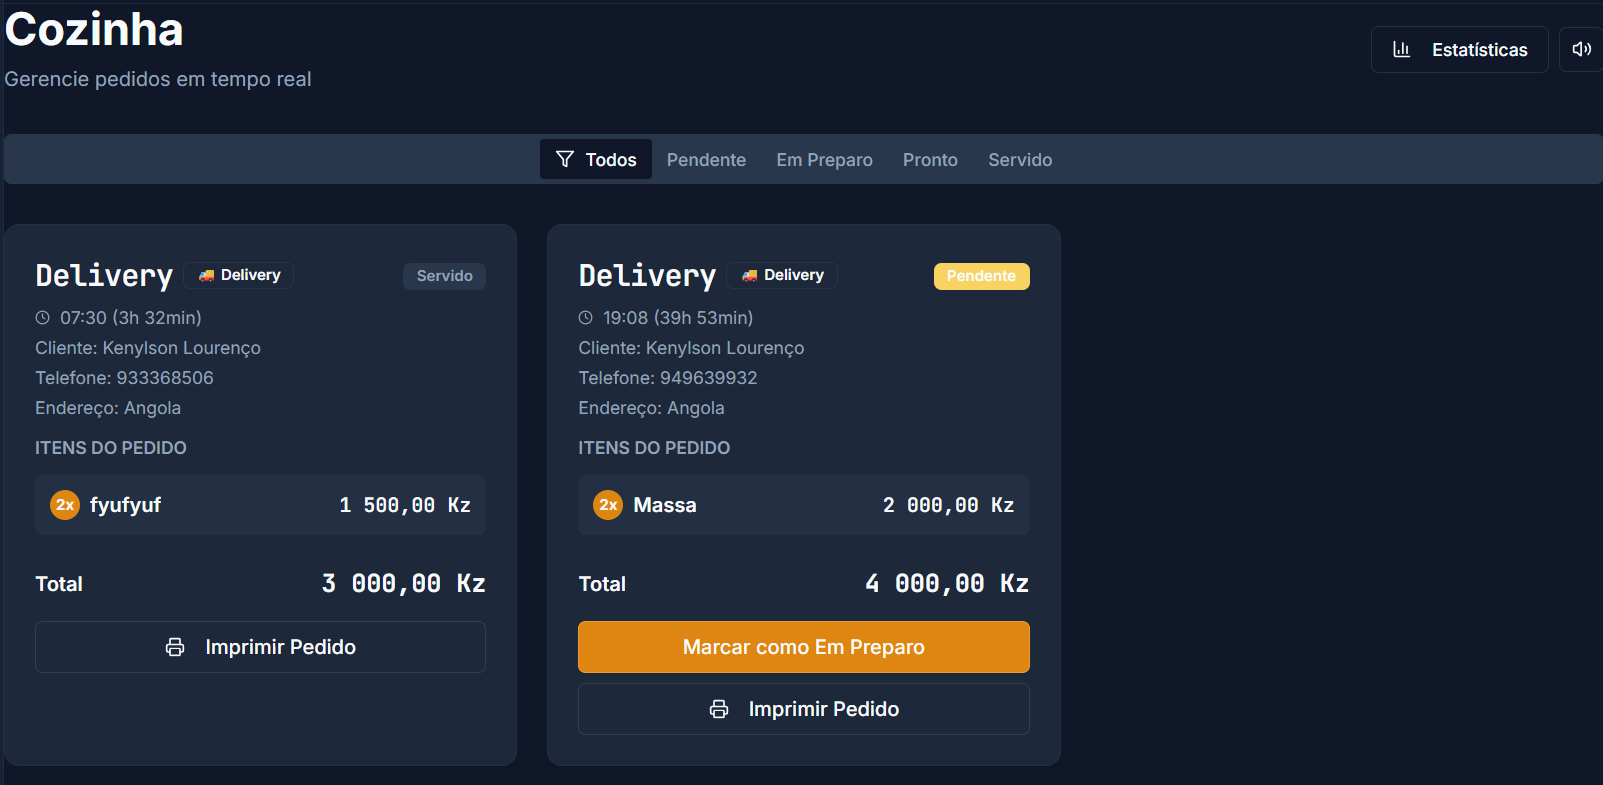 Cozinha
Gerencie pedidos em tempo real
Estatísticas
Todos Pendente Em Preparo Pronto Servido
Delivery Delivery Servido
07:30 (3h 32min)
Cliente: Kenylson Lourenço
Telefone: 933368506
Endereço: Angola
ITENS DO PEDIDO
2x fyufyuf 1 500,00 Kz
Total 3 000,00 Kz
Imprimir Pedido
Delivery Delivery Pendente
19:08 (39h 53min)
Cliente: Kenylson Lourenço
Telefone: 949639932
Endereço: Angola
ITENS DO PEDIDO
2x Massa 2 000,00 Kz
Total 4 000,00 Kz
Marcar como Em Preparo
Imprimir Pedido